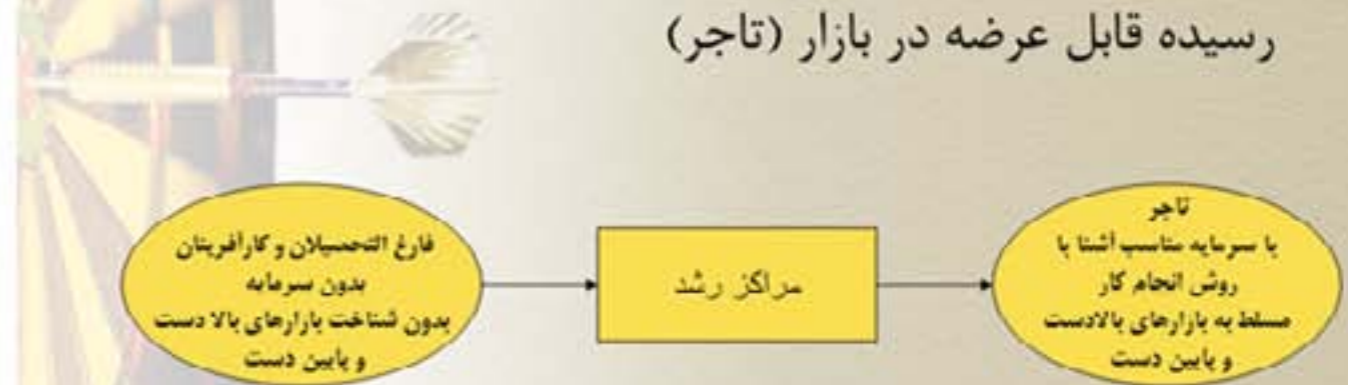 رسیده قابل عرضه در بازار (تاجر)
فارغ التحصیلان و کارآفرینان
بدون سرمایه
بدون شناخت بازارهای بالا دست
و پایین دست
مراکز رشد
تاجر
با سرمایه مناسب آشنا با
روش انجام کار
مسلط به بازارهای بالادست
و پایین دست